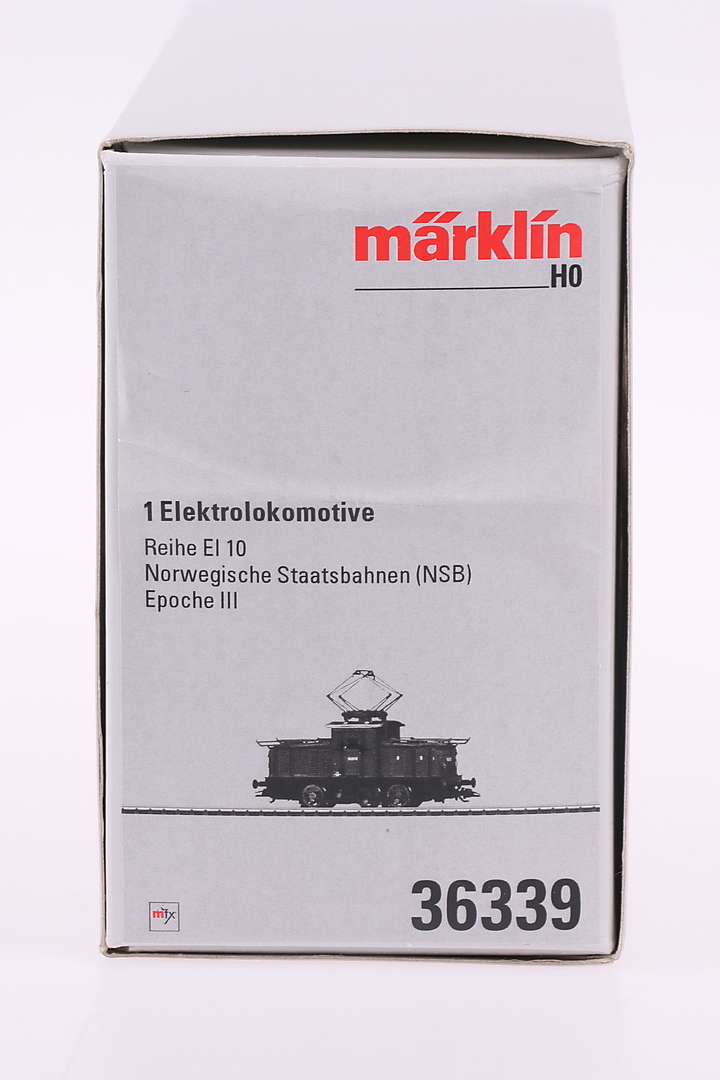 märklin
H0
1 Elektrolokomotive
Reihe El 10
Norwegische Staatsbahnen (NSB)
Epoche III
mfx
36339